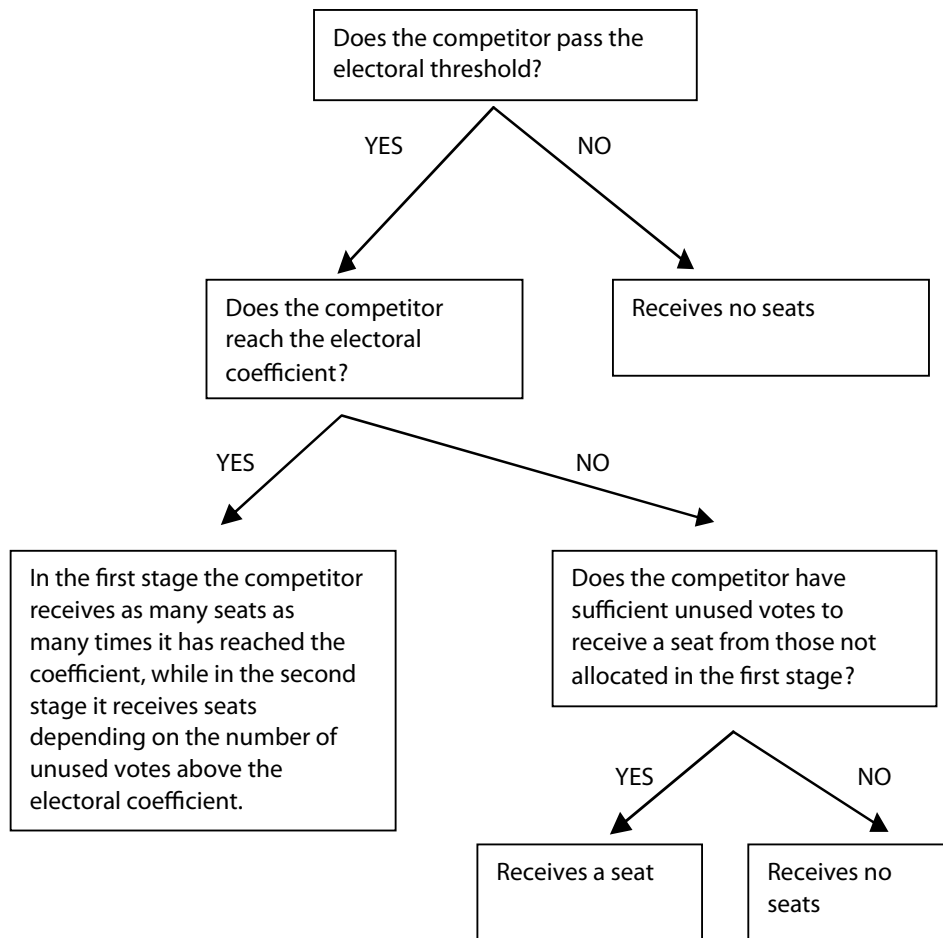 Does the competitor pass the
electoral threshold?
YES
NO
Does the competitor
reach the electoral
coefficient?
Receives no seats
YES
NO
In the first stage the competitor
receives as many seats as
many times it has reached the
coefficient, while in the second
stage it receives seats
depending on the number of
unused votes above the
electoral coefficient.
Does the competitor have
sufficient unused votes to
receive a seat from those not
allocated in the first stage?
YES
NO
Receives a seat
Receives no
seats